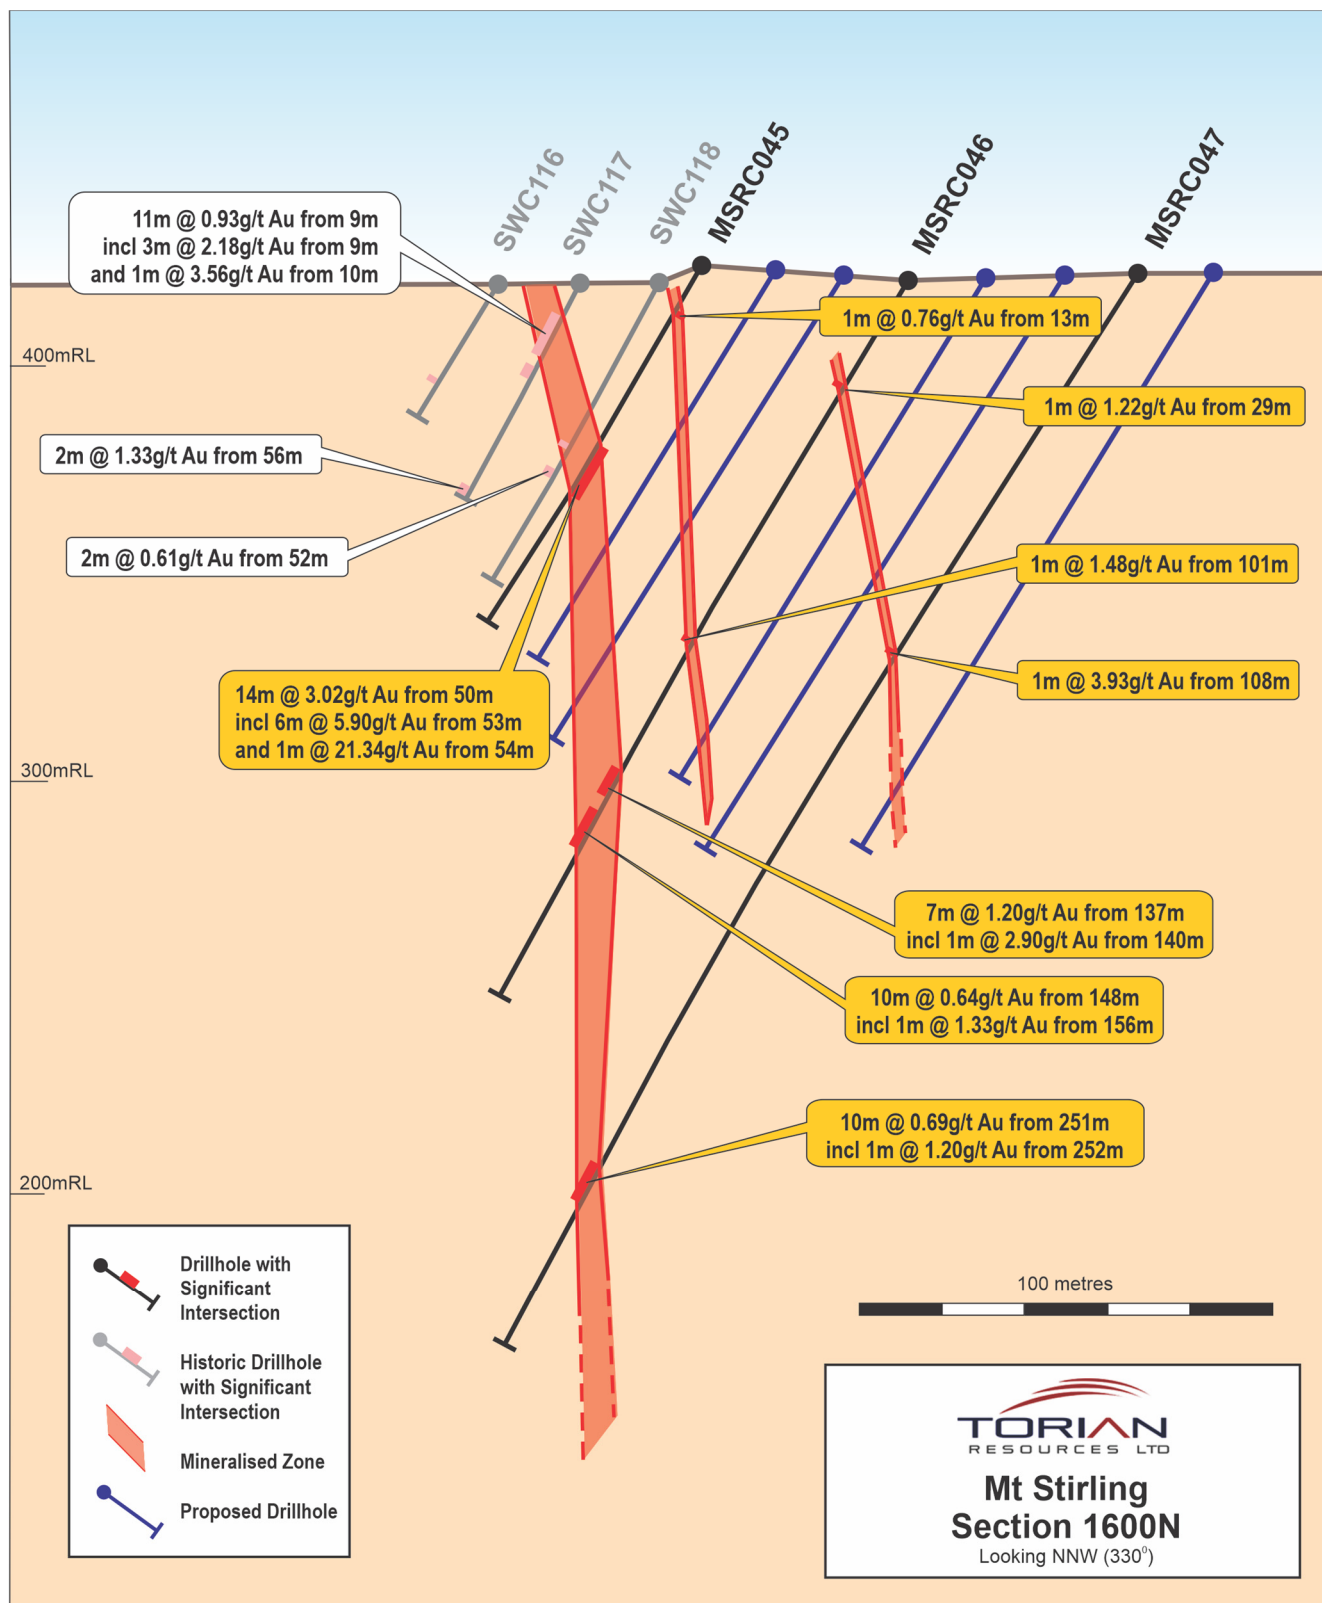 SWC116
SWC117
SWC118
MSRC045
MSRC046
MSRC047
11m @ 0.93g/t Au from 9m
incl 3m @ 2.18g/t Au from 9m
and 1m @ 3.56g/t Au from 10m
1m @ 0.76g/t Au from 13m
400mRL
1m @ 1.22g/t Au from 29m
2m @ 1.33g/t Au from 56m
2m @ 0.61g/t Au from 52m
1m @ 1.48g/t Au from 101m
1m @ 3.93g/t Au from 108m
14m @ 3.02g/t Au from 50m
incl 6m @ 5.90g/t Au from 53m
and 1m @ 21.34g/t Au from 54m
300mRL
7m @ 1.20g/t Au from 137m
incl 1m @ 2.90g/t Au from 140m
10m @ 0.64g/t Au from 148m
incl 1m @ 1.33g/t Au from 156m
10m @ 0.69g/t Au from 251m
incl 1m @ 1.20g/t Au from 252m
200mRL
Drillhole with
Significant
Intersection
Historic Drillhole
with Significant
Intersection
Mineralised Zone
Proposed Drillhole
100 metres
TORIAN
RESOURCES LTD
Mt Stirling
Section 1600N
Looking NNW (330⁰)